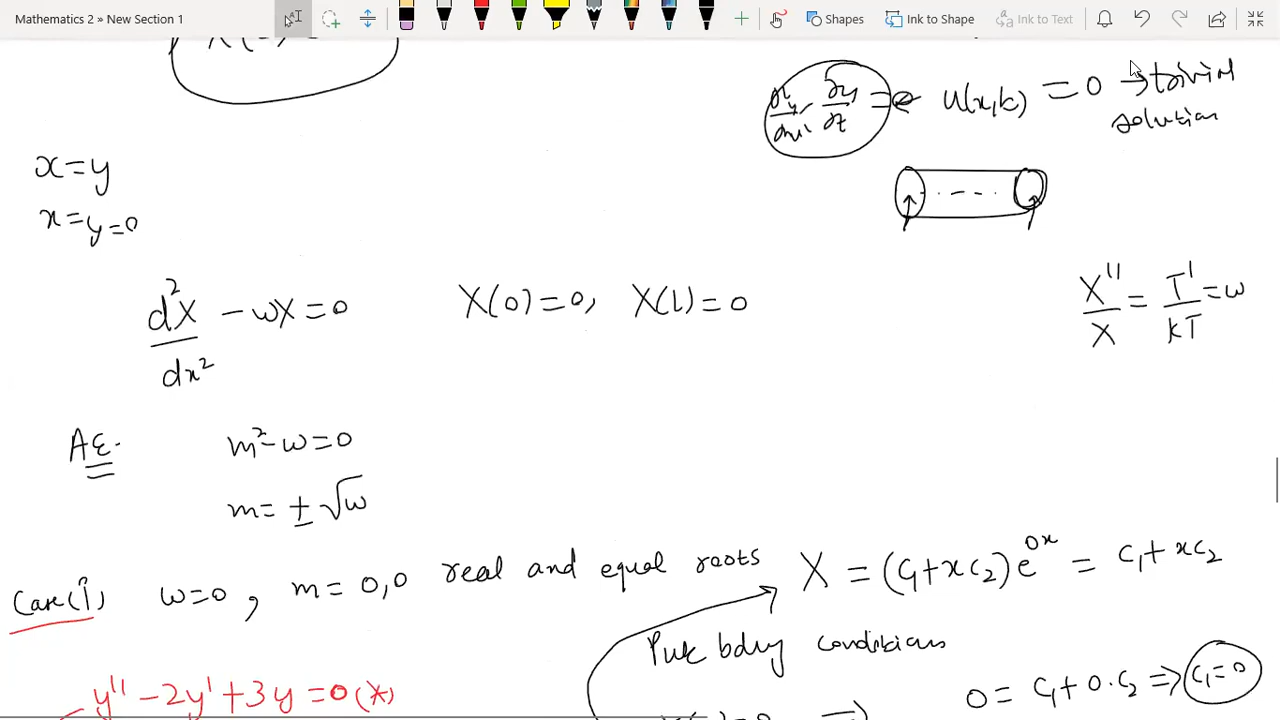 Mathematics 2 » New Section 1
Shapes
Ink to Shape
Ink to Text
u(x,t) = 0 → trivial
solution
x = y
x = y = 0
d²X/dx² - wX = 0
X(0) = 0, X(l) = 0
X''/X = T'/kT = w
AE.
m² - w = 0
m = ± √w
Case(i) w = 0, m = 0,0 real and equal roots
X = (c₁ + xc₂)e^{0x} = c₁ + xc₂
Put bdry conditions
y'' - 2y' + 3y = 0 (*)
0 = c₁ + 0·c₂ ⇒ c₁ = 0